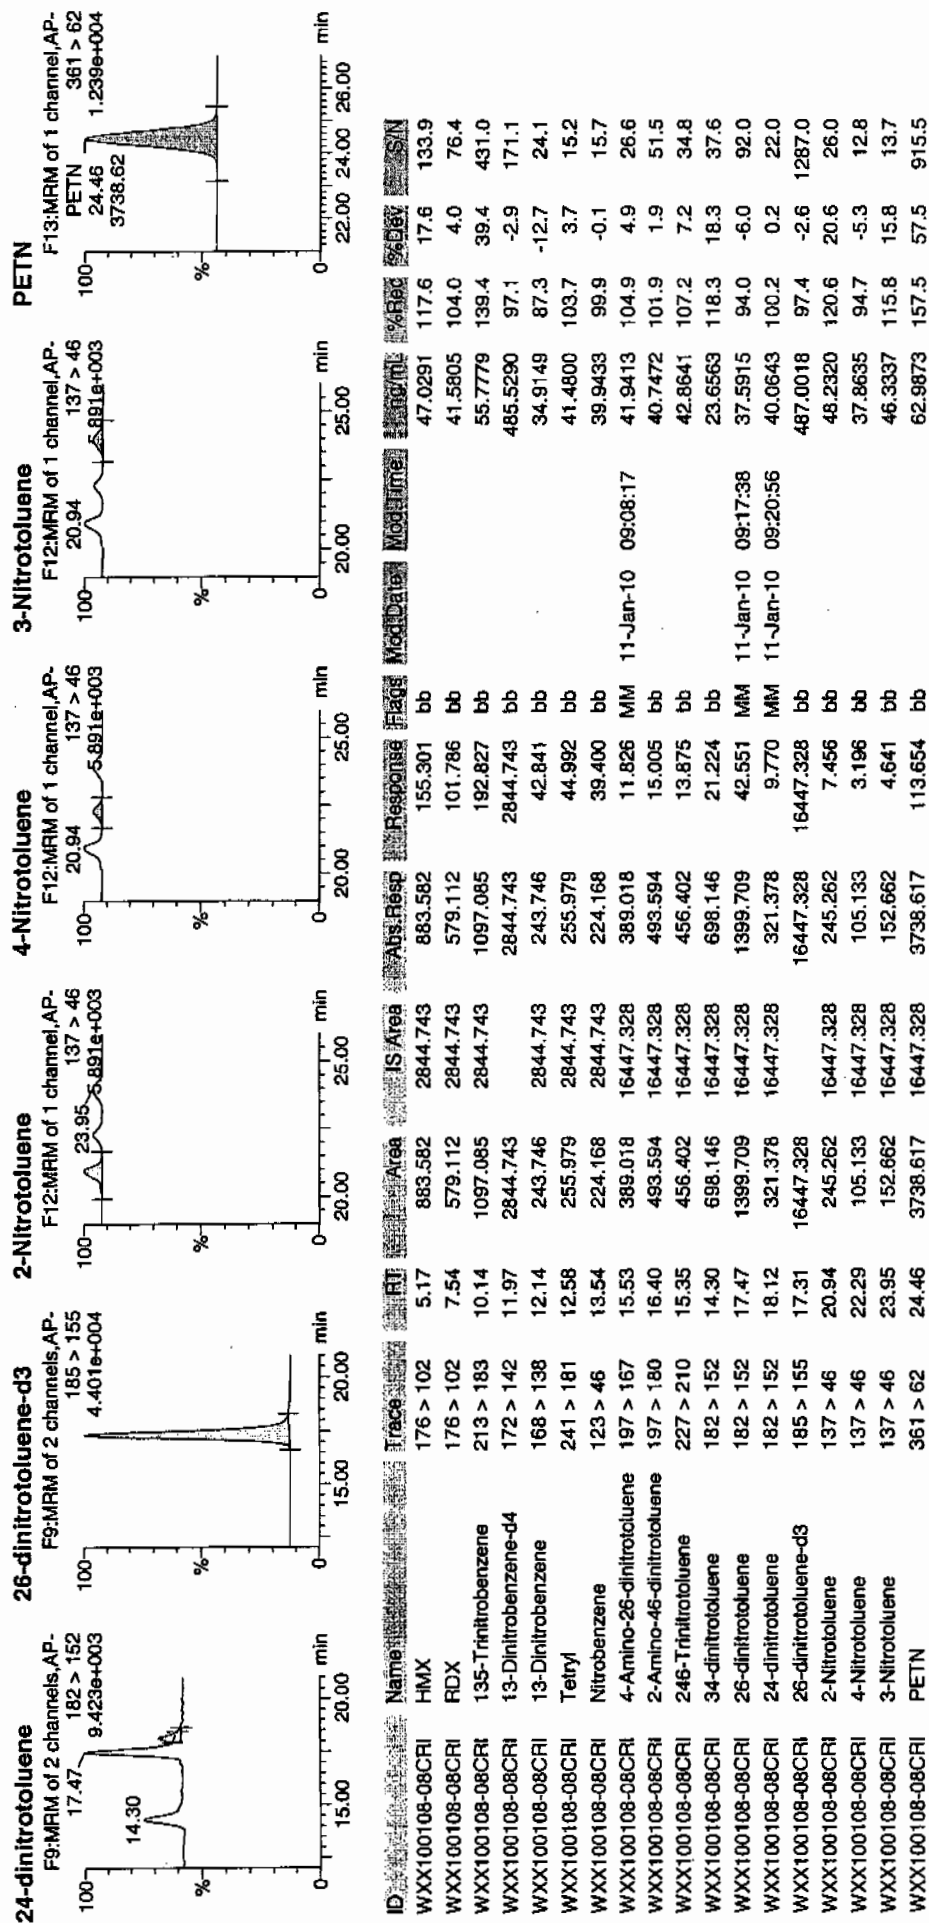 24-dinitrotoluene
F9:MRM of 2 channels,AP-
182 > 152
17.47
9.423e+003
100
14.30
%
0
15.00 20.00 min
26-dinitrotoluene-d3
F9:MRM of 2 channels,AP-
185 > 155
4.401e+004
100
%
0
15.00 20.00 min
2-Nitrotoluene
F12:MRM of 1 channel,AP-
137 > 46
23.95 5.891e+003
100
%
0
20.00 25.00 min
4-Nitrotoluene
F12:MRM of 1 channel,AP-
137 > 46
20.94 5.891e+003
100
%
0
20.00 25.00 min
3-Nitrotoluene
F12:MRM of 1 channel,AP-
137 > 46
20.94 5.891e+003
100
%
0
20.00 25.00 min
PETN
F13:MRM of 1 channel,AP-
PETN 361 > 62
24.46 1.239e+004
3738.62
100
%
0
22.00 24.00 26.00 min
ID Name Trace RT Area IS Area Abs.Resp Response Flags Mod.Date Mod.Time ng/mL %Rec %Dev S/N
WXX100108-08CRI HMX 176 > 102 5.17 883.582 2844.743 883.582 155.301 bb 47.0291 117.6 17.6 133.9
WXX100108-08CRI RDX 176 > 102 7.54 579.112 2844.743 579.112 101.786 bb 41.5805 104.0 4.0 76.4
WXX100108-08CRI 135-Trinitrobenzene 213 > 183 10.14 1097.085 2844.743 1097.085 192.827 bb 55.7779 139.4 39.4 431.0
WXX100108-08CRI 13-Dinitrobenzene-d4 172 > 142 11.97 2844.743 2844.743 2844.743 bb 485.5290 97.1 -2.9 171.1
WXX100108-08CRI 13-Dinitrobenzene 168 > 138 12.14 243.746 2844.743 243.746 42.841 bb 34.9149 87.3 -12.7 24.1
WXX100108-08CRI Tetryl 241 > 181 12.58 255.979 2844.743 255.979 44.992 bb 41.4800 103.7 3.7 15.2
WXX100108-08CRI Nitrobenzene 123 > 46 13.54 224.168 2844.743 224.168 39.400 bb 39.9433 99.9 -0.1 15.7
WXX100108-08CRI 4-Amino-26-dinitrotoluene 197 > 167 15.53 389.018 16447.328 389.018 11.826 MM 11-Jan-10 09:08:17 41.9413 104.9 4.9 26.6
WXX100108-08CRI 2-Amino-46-dinitrotoluene 197 > 180 16.40 493.594 16447.328 493.594 15.005 bb 40.7472 101.9 1.9 51.5
WXX100108-08CRI 246-Trinitrotoluene 227 > 210 15.35 456.402 16447.328 456.402 13.875 bb 42.8641 107.2 7.2 34.8
WXX100108-08CRI 34-dinitrotoluene 182 > 152 14.30 698.146 16447.328 698.146 21.224 bb 23.6563 118.3 18.3 37.6
WXX100108-08CRI 26-dinitrotoluene 182 > 152 17.47 1399.709 16447.328 1399.709 42.551 MM 11-Jan-10 09:17:38 37.5915 94.0 -6.0 92.0
WXX100108-08CRI 24-dinitrotoluene 182 > 152 18.12 321.378 16447.328 321.378 9.770 MM 11-Jan-10 09:20:56 40.0643 100.2 0.2 22.0
WXX100108-08CRI 26-dinitrotoluene-d3 185 > 155 17.31 16447.328 16447.328 16447.328 bb 487.0018 97.4 -2.6 1287.0
WXX100108-08CRI 2-Nitrotoluene 137 > 46 20.94 245.262 16447.328 245.262 7.456 bb 48.2320 120.6 20.6 26.0
WXX100108-08CRI 4-Nitrotoluene 137 > 46 22.29 105.133 16447.328 105.133 3.196 bb 37.8635 94.7 -5.3 12.8
WXX100108-08CRI 3-Nitrotoluene 137 > 46 23.95 152.662 16447.328 152.662 4.641 bb 46.3337 115.8 15.8 13.7
WXX100108-08CRI PETN 361 > 62 24.46 3738.617 16447.328 3738.617 113.654 bb 62.9873 157.5 57.5 915.5